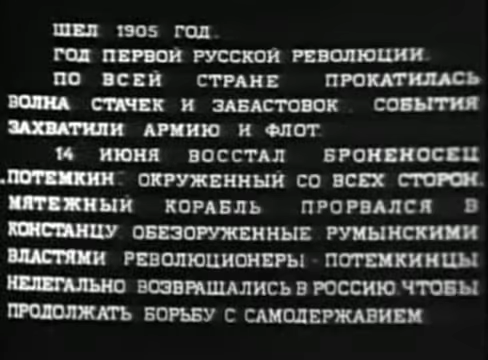 ШЕЛ 1905 ГОД.
ГОД ПЕРВОЙ РУССКОЙ РЕВОЛЮЦИИ.
ПО ВСЕЙ СТРАНЕ ПРОКАТИЛАСЬ
ВОЛНА СТАЧЕК И ЗАБАСТОВОК. СОБЫТИЯ
ЗАХВАТИЛИ АРМИЮ И ФЛОТ.
14 ИЮНЯ ВОССТАЛ БРОНЕНОСЕЦ
„ПОТЕМКИН“. ОКРУЖЕННЫЙ СО ВСЕХ СТОРОН,
МЯТЕЖНЫЙ КОРАБЛЬ ПРОРВАЛСЯ В
КОНСТАНЦУ. ОБЕЗОРУЖЕННЫЕ РУМЫНСКИМИ
ВЛАСТЯМИ РЕВОЛЮЦИОНЕРЫ-ПОТЕМКИНЦЫ
НЕЛЕГАЛЬНО ВОЗВРАЩАЛИСЬ В РОССИЮ, ЧТОБЫ
ПРОДОЛЖАТЬ БОРЬБУ С САМОДЕРЖАВИЕМ